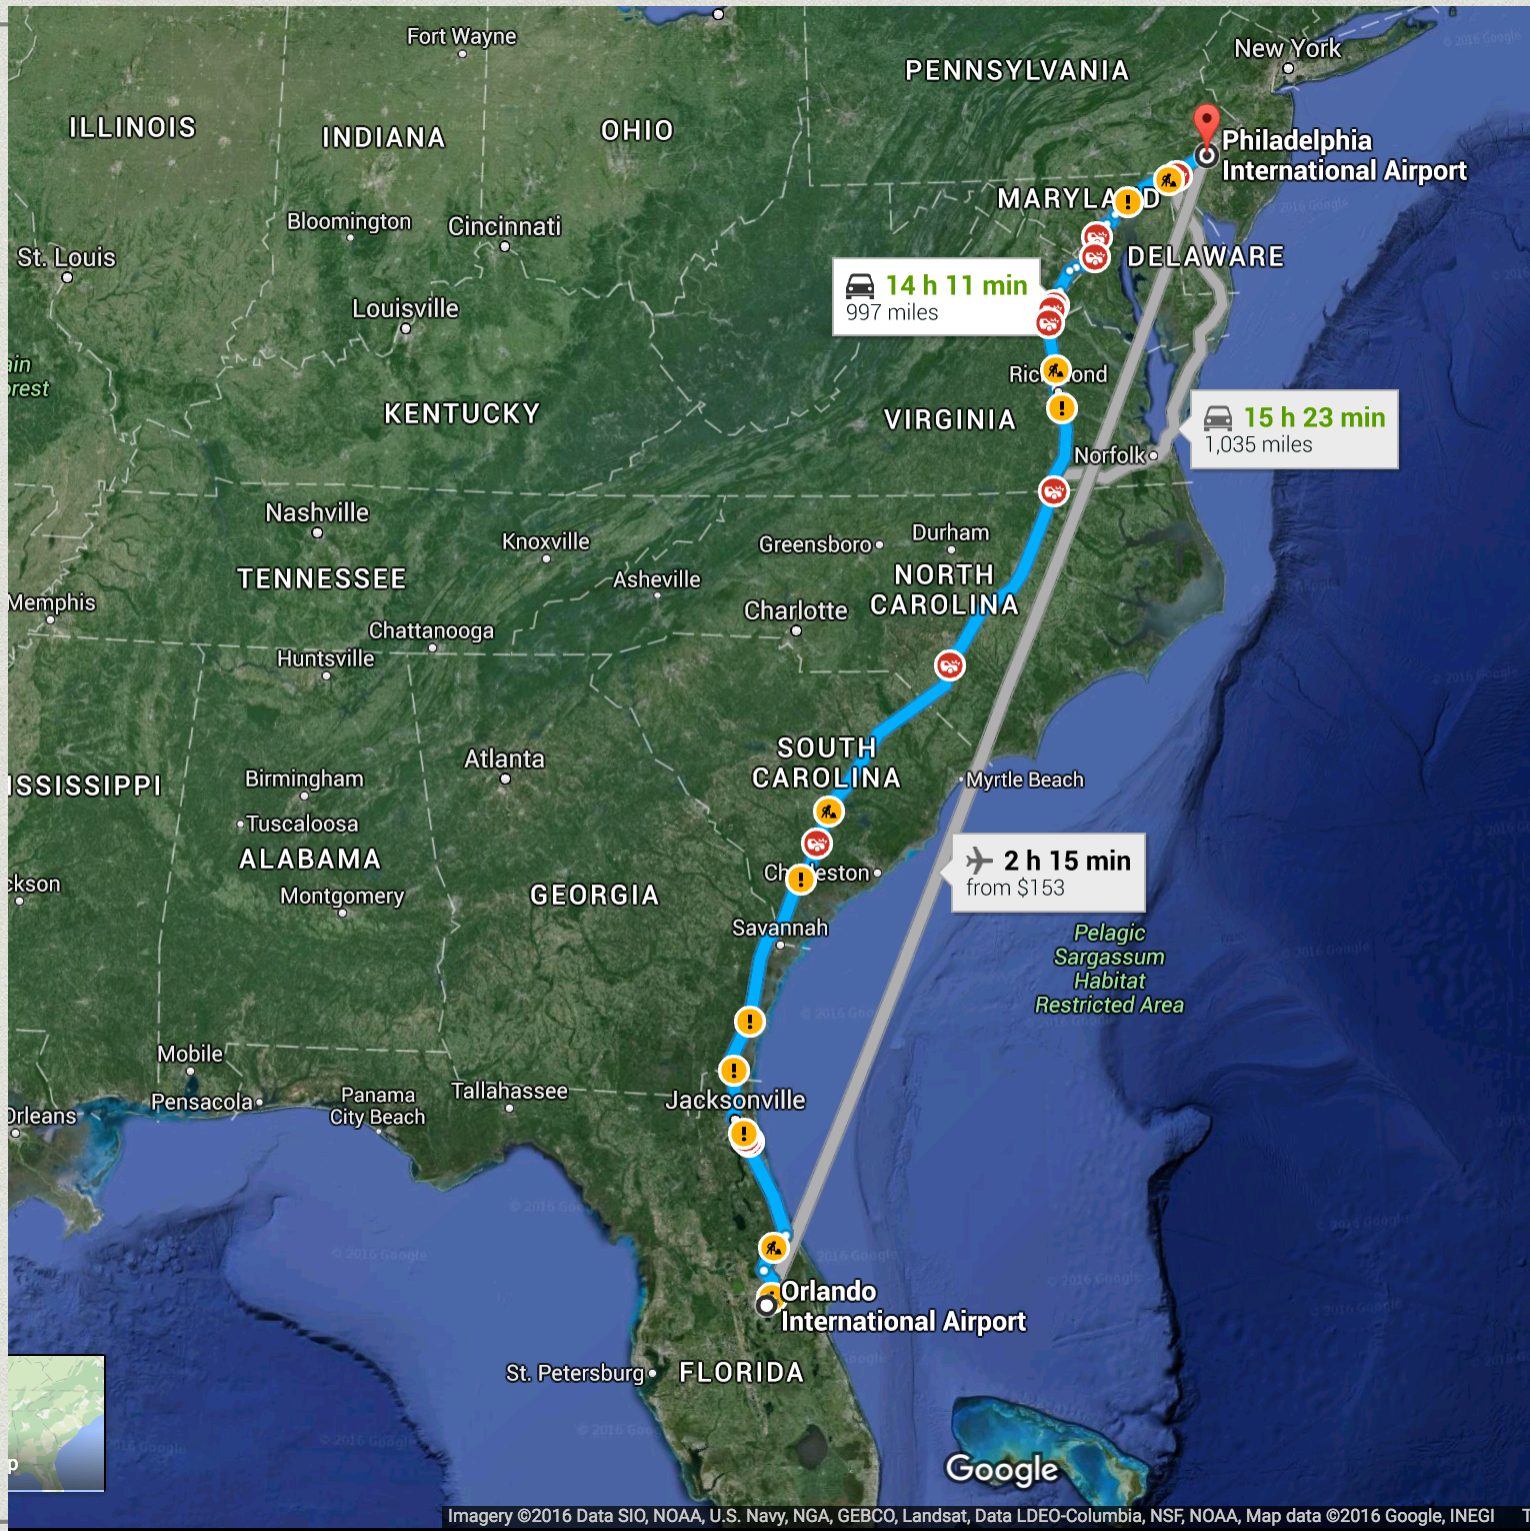 Fort Wayne
New York
PENNSYLVANIA
ILLINOIS
INDIANA
OHIO
Philadelphia
International Airport
MARYLAND
Bloomington
Cincinnati
St. Louis
DELAWARE
14 h 11 min
997 miles
Louisville
ain
orest
Richmond
KENTUCKY
VIRGINIA
15 h 23 min
1,035 miles
Norfolk
Nashville
Knoxville
Greensboro
Durham
TENNESSEE
Asheville
NORTH
CAROLINA
Memphis
Charlotte
Chattanooga
Huntsville
SOUTH
CAROLINA
Atlanta
ISSISSIPPI
Birmingham
Myrtle Beach
Tuscaloosa
ALABAMA
2 h 15 min
from $153
ckson
Charleston
Montgomery
GEORGIA
Savannah
Pelagic
Sargassum
Habitat
Restricted Area
Mobile
Tallahassee
Jacksonville
Pensacola
Panama
City Beach
Orleans
Orlando
International Airport
St. Petersburg
FLORIDA
p
Google
Imagery ©2016 Data SIO, NOAA, U.S. Navy, NGA, GEBCO, Landsat, Data LDEO-Columbia, NSF, NOAA, Map data ©2016 Google, INEGI T